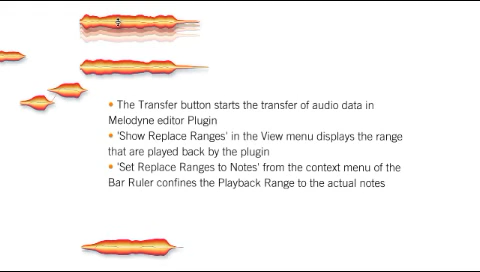 • The Transfer button starts the transfer of audio data in
Melodyne editor Plugin
• 'Show Replace Ranges' in the View menu displays the range
that are played back by the plugin
• 'Set Replace Ranges to Notes' from the context menu of the
Bar Ruler confines the Playback Range to the actual notes